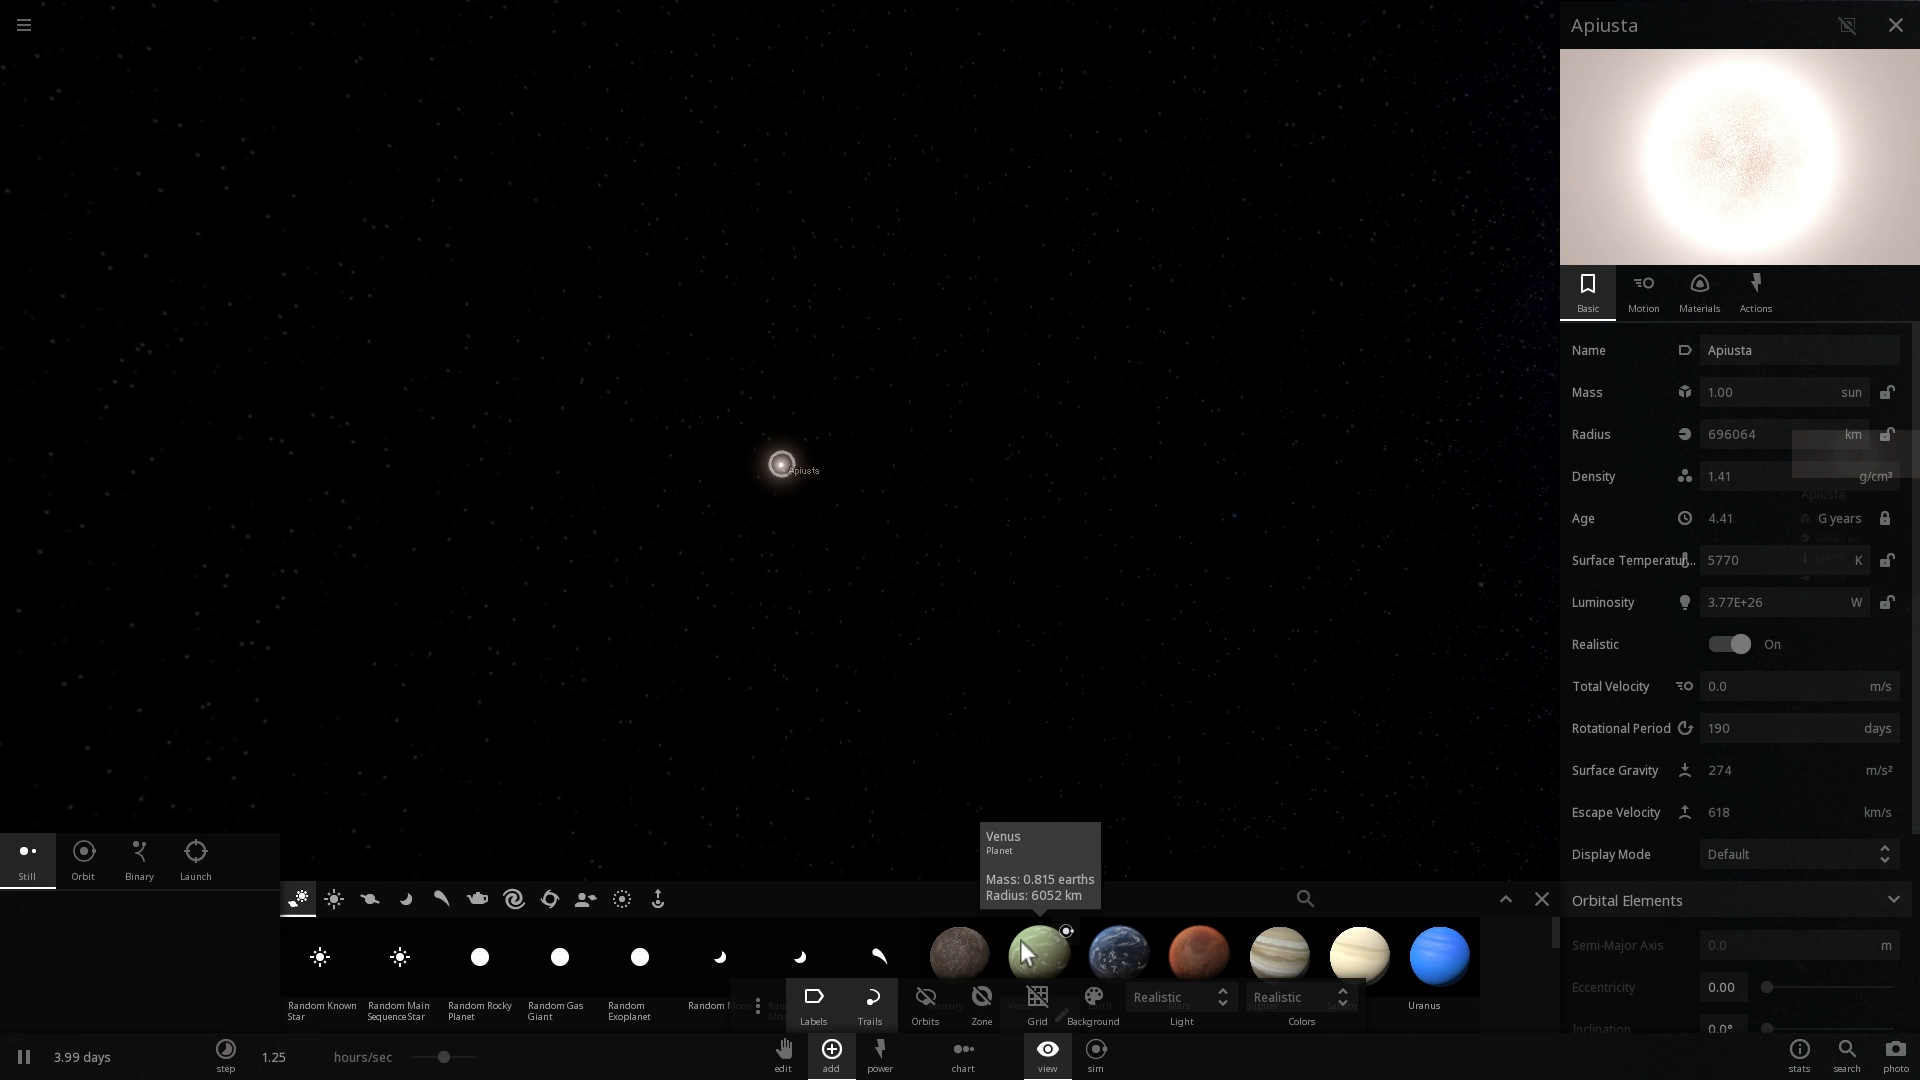 Apiusta
Basic
Motion
Materials
Actions
Name
Apiusta
Mass
1.00
sun
Radius
696064
km
Density
1.41
g/cm³
Age
4.41
G years
Surface Temperatur...
5770
K
Luminosity
3.77E+26
W
Realistic
On
Total Velocity
0.0
m/s
Rotational Period
190
days
Surface Gravity
274
m/s²
Escape Velocity
618
km/s
Display Mode
Default
Orbital Elements
Semi-Major Axis
0.0
m
Eccentricity
0.00
Inclination
0.0°
Apiusta
Apiusta
Venus
Planet
Mass: 0.815 earths
Radius: 6052 km
Still
Orbit
Binary
Launch
Random Known
Star
Random Main
Sequence Star
Random Rocky
Planet
Random Gas
Giant
Random
Exoplanet
Random Moon
Uranus
Labels
Trails
Orbits
Zone
Grid
Background
Realistic
Light
Realistic
Colors
3.99 days
step
1.25
hours/sec
edit
add
power
chart
view
sim
stats
search
photo